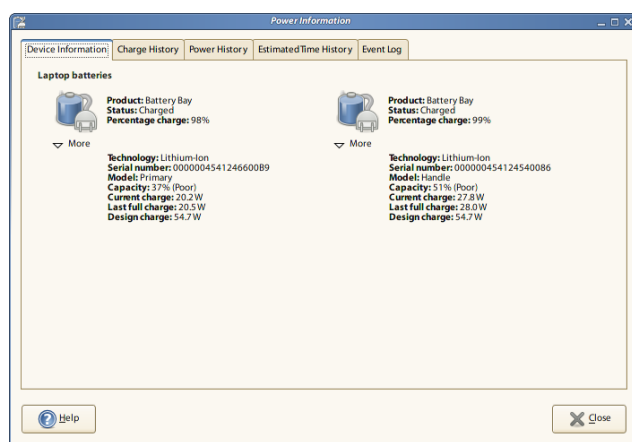 Power Information
Device Information
Charge History
Power History
Estimated Time History
Event Log
Laptop batteries
Product: Battery Bay
Status: Charged
Percentage charge: 98%
More
Technology: Lithium-Ion
Serial number: 0000004541246600B9
Model: Primary
Capacity: 37% (Poor)
Current charge: 20.2 W
Last full charge: 20.5 W
Design charge: 54.7 W
Product: Battery Bay
Status: Charged
Percentage charge: 99%
More
Technology: Lithium-Ion
Serial number: 000000454124540086
Model: Handle
Capacity: 51% (Poor)
Current charge: 27.8 W
Last full charge: 28.0 W
Design charge: 54.7 W
Help
Close